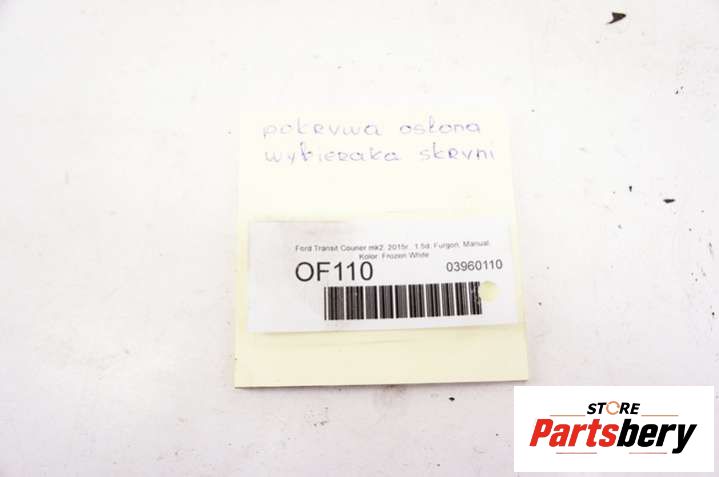 pokrywa osłona
wybieraka skrzyni
Ford Transit Courier mk2. 2015r.. 1.5d. Furgon. Manual.
Kolor: Frozen White
OF110
03960110
STORE
Partsbery